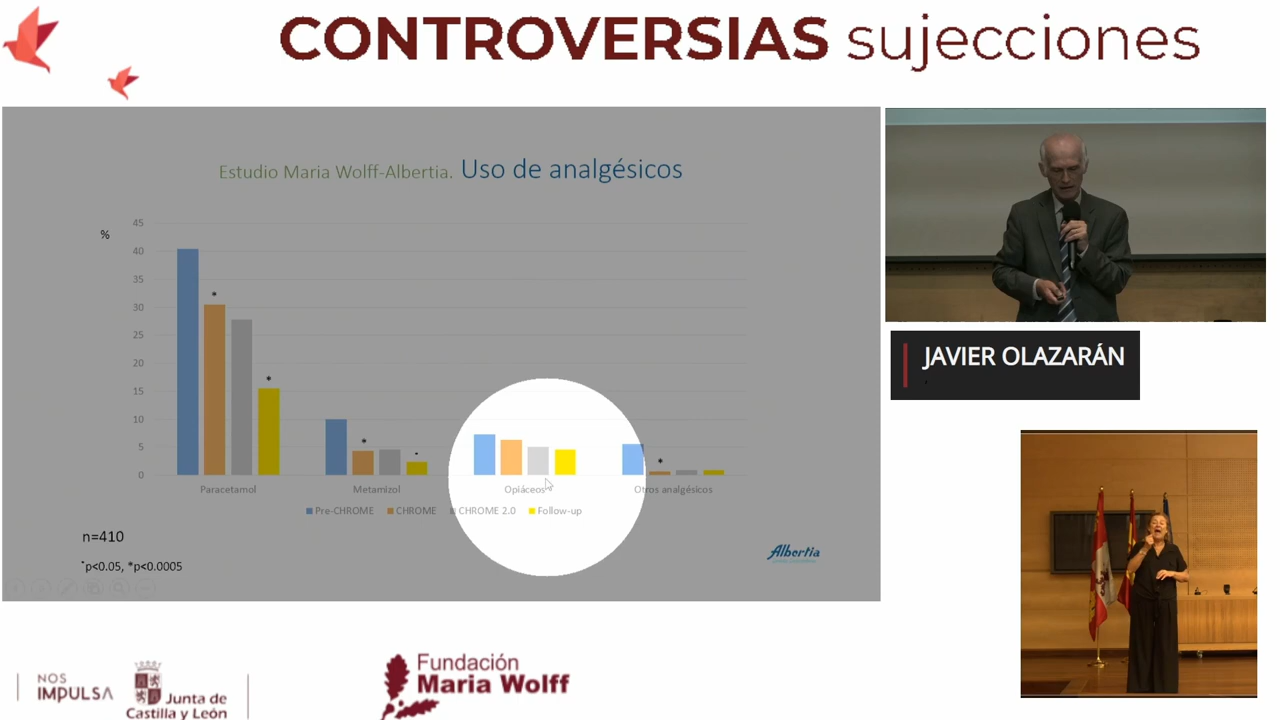 CONTROVERSIAS sujecciones
Estudio Maria Wolff-Albertia. Uso de analgésicos
%
45
40
35
30
25
20
15
10
5
0
*
*
*
*
Paracetamol
Metamizol
Opiáceos
Otros analgésicos
Pre-CHROME
CHROME
CHROME 2.0
Follow-up
n=410
•p<0.05, *p<0.0005
Albertia
JAVIER OLAZARÁN
NOS
IMPULSA
Junta de
Castilla y León
Fundación
Maria Wolff